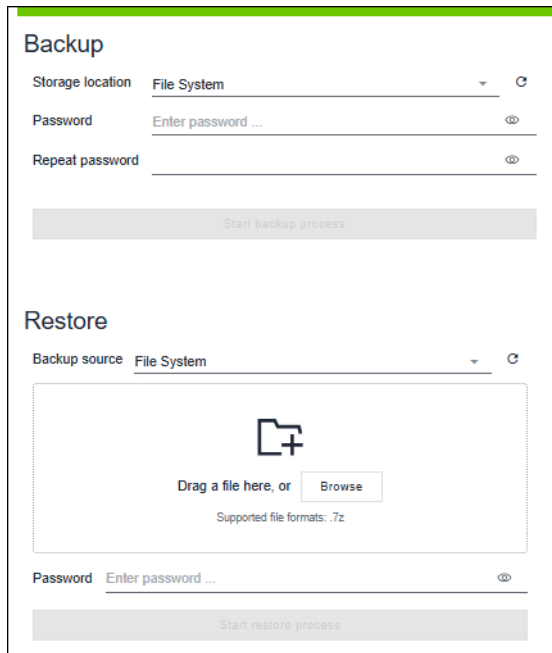 Backup
Storage location File System
Password Enter password ...
Repeat password
Start backup process
Restore
Backup source File System
Drag a file here, or Browse
Supported file formats: .7z
Password Enter password ...
Start restore process